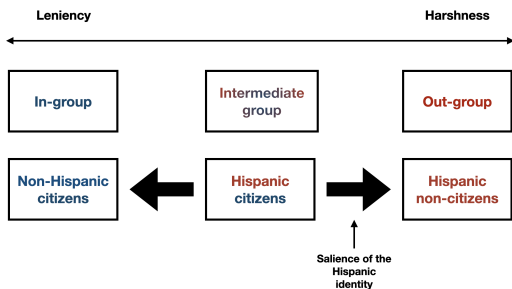 Leniency
Harshness
In-group
Intermediate
group
Out-group
Non-Hispanic
citizens
Hispanic
citizens
Hispanic
non-citizens
Salience of the
Hispanic
identity